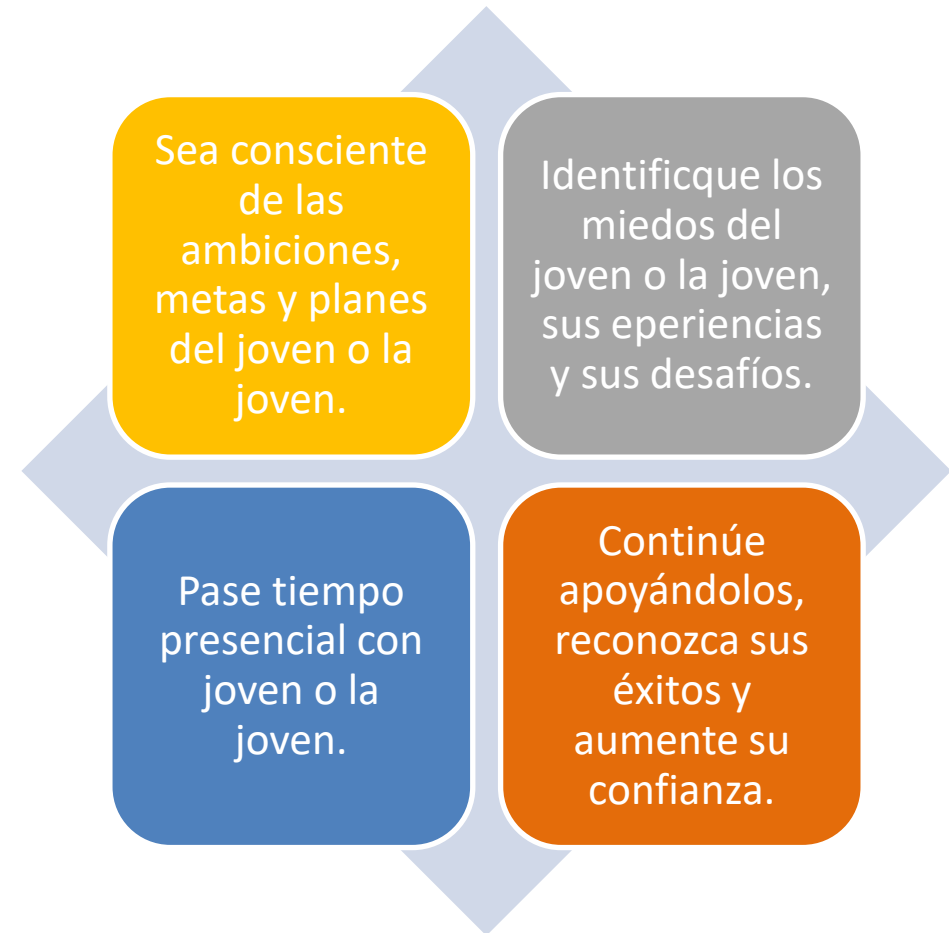 Sea consciente
de las
ambiciones,
metas y planes
del joven o la
joven.
Identificque los
miedos del
joven o la joven,
sus eperiencias
y sus desafíos.
Pase tiempo
presencial con
joven o la
joven.
Continúe
apoyándolos,
reconozca sus
éxitos y
aumente su
confianza.